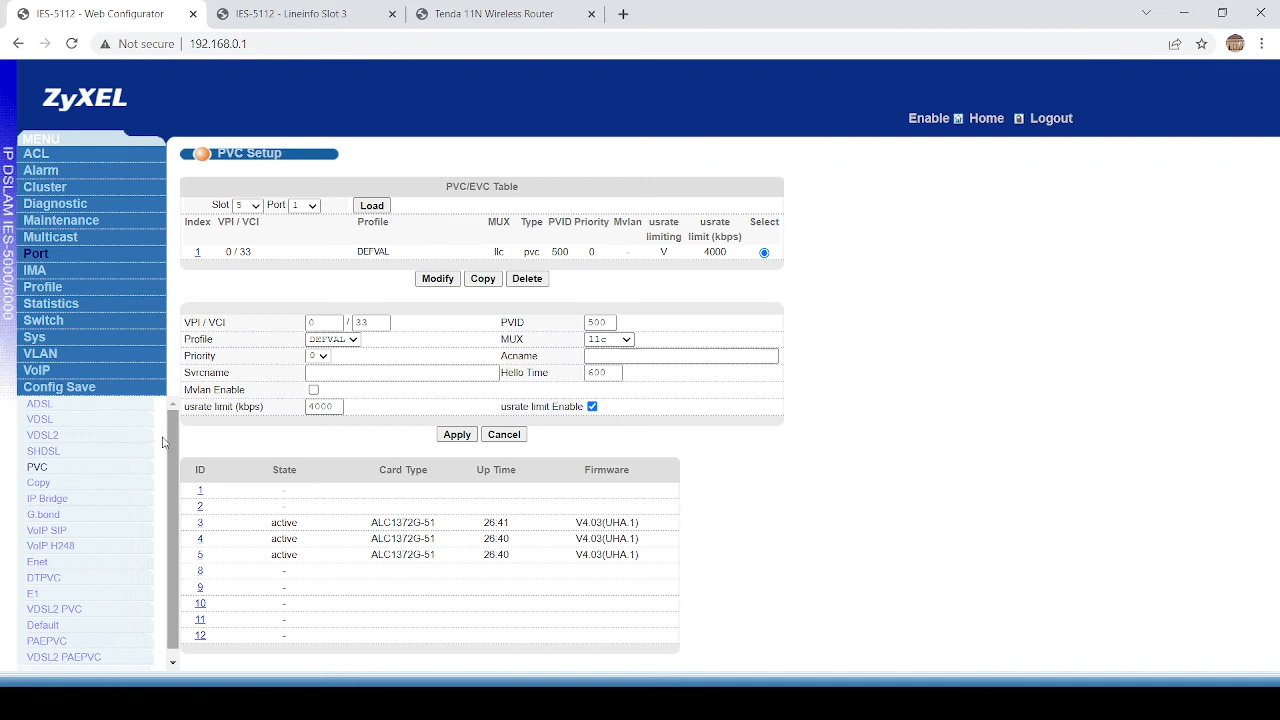 IES-5112 - Web Configurator
IES-5112 - Lineinfo Slot 3
Tenda 11N Wireless Router
Not secure | 192.168.0.1
ZyXEL
Enable Home Logout
IP DSLAM IES-5000/6000
MENU
ACL
Alarm
Cluster
Diagnostic
Maintenance
Multicast
Port
IMA
Profile
Statistics
Switch
Sys
VLAN
VoIP
Config Save
ADSL
VDSL
VDSL2
SHDSL
PVC
Copy
IP Bridge
G.bond
VoIP SIP
VoIP H248
Enet
DTPVC
E1
VDSL2 PVC
Default
PAEPVC
VDSL2 PAEPVC
PVC Setup
PVC/EVC Table
Slot 5 Port 1 Load
Index VPI / VCI Profile MUX Type PVID Priority Mvlan usrate limiting usrate limit (kbps) Select
1 0 / 33 DEFVAL llc pvc 500 0 - V 4000
Modify Copy Delete
VPI / VCI 0 / 33 PVID 500
Profile DEFVAL MUX llc
Priority 0 Acname
Svrcname Hello Time 600
Mvlan Enable
usrate limit (kbps) 4000 usrate limit Enable
Apply Cancel
ID State Card Type Up Time Firmware
1 -
2 -
3 active ALC1372G-51 26.41 V4.03(UHA.1)
4 active ALC1372G-51 26.40 V4.03(UHA.1)
5 active ALC1372G-51 26.40 V4.03(UHA.1)
8 -
9 -
10 -
11 -
12 -